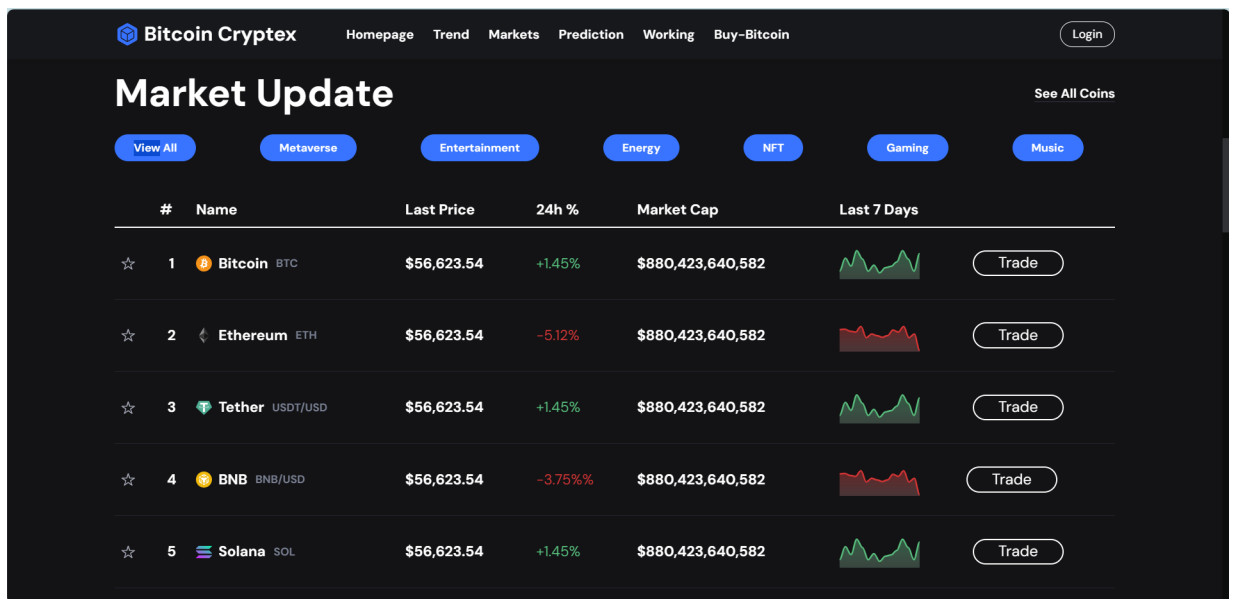 Bitcoin Cryptex Homepage Trend Markets Prediction Working Buy-Bitcoin Login
Market Update See All Coins
View All Metaverse Entertainment Energy NFT Gaming Music
# Name Last Price 24h % Market Cap Last 7 Days
1 Bitcoin BTC $56,623.54 +1.45% $880,423,640,582 Trade
2 Ethereum ETH $56,623.54 -5.12% $880,423,640,582 Trade
3 Tether USDT/USD $56,623.54 +1.45% $880,423,640,582 Trade
4 BNB BNB/USD $56,623.54 -3.75%% $880,423,640,582 Trade
5 Solana SOL $56,623.54 +1.45% $880,423,640,582 Trade